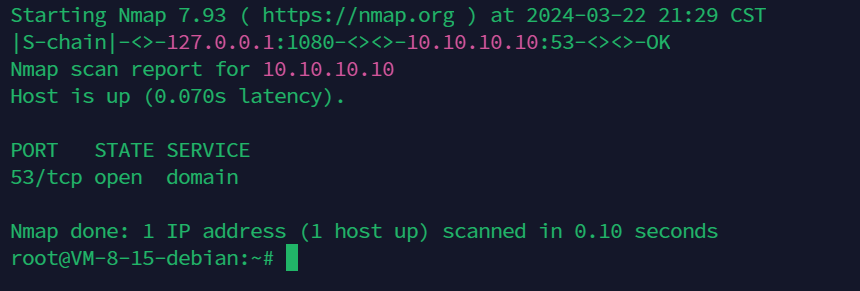 Starting Nmap 7.93 ( https://nmap.org ) at 2024-03-22 21:29 CST
|S-chain|-<>-127.0.0.1:1080-<><>-10.10.10.10:53-<><>-OK
Nmap scan report for 10.10.10.10
Host is up (0.070s latency).
PORT   STATE SERVICE
53/tcp open  domain
Nmap done: 1 IP address (1 host up) scanned in 0.10 seconds
root@VM-8-15-debian:~#